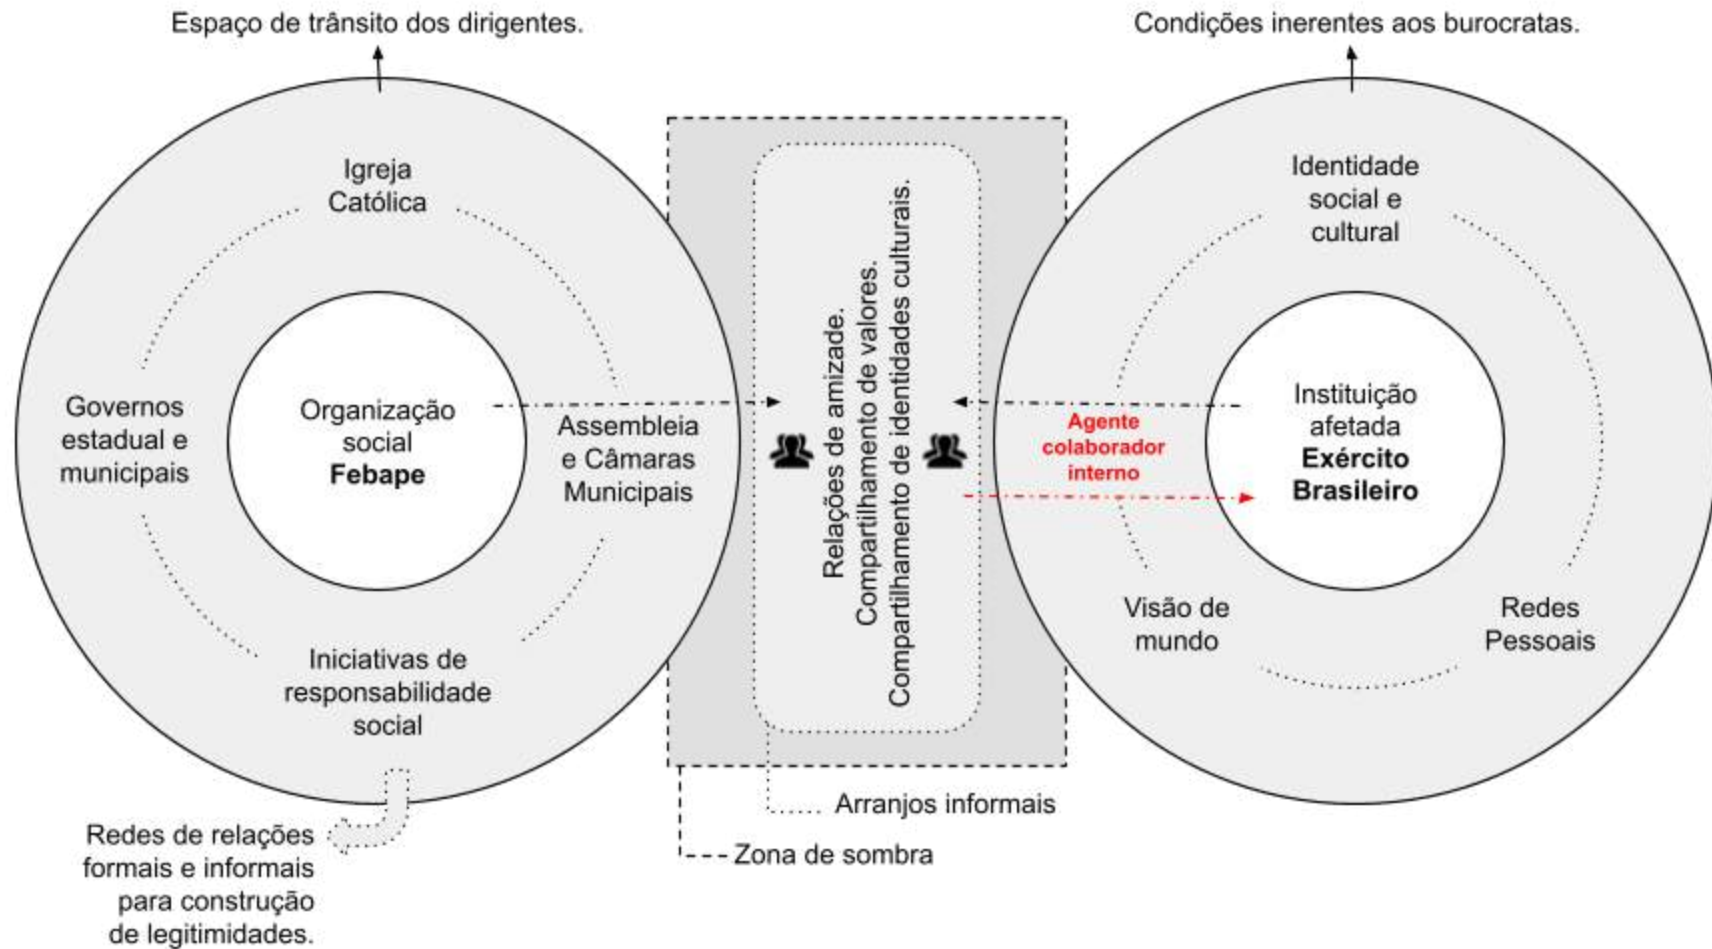 Espaço de trânsito dos dirigentes.
Condições inerentes aos burocratas.
Igreja
Católica
Governos
estadual e
municipais
Organização
social
Febape
Assembleia
e Câmaras
Municipais
Iniciativas de
responsabilidade
social
Redes de relações
formais e informais
para construção
de legitimidades.
Relações de amizade.
Compartilhamento de valores.
Compartilhamento de identidades culturais.
Arranjos informais
Zona de sombra
Identidade
social e
cultural
Agente
colaborador
interno
Instituição
afetada
Exército
Brasileiro
Visão de
mundo
Redes
Pessoais